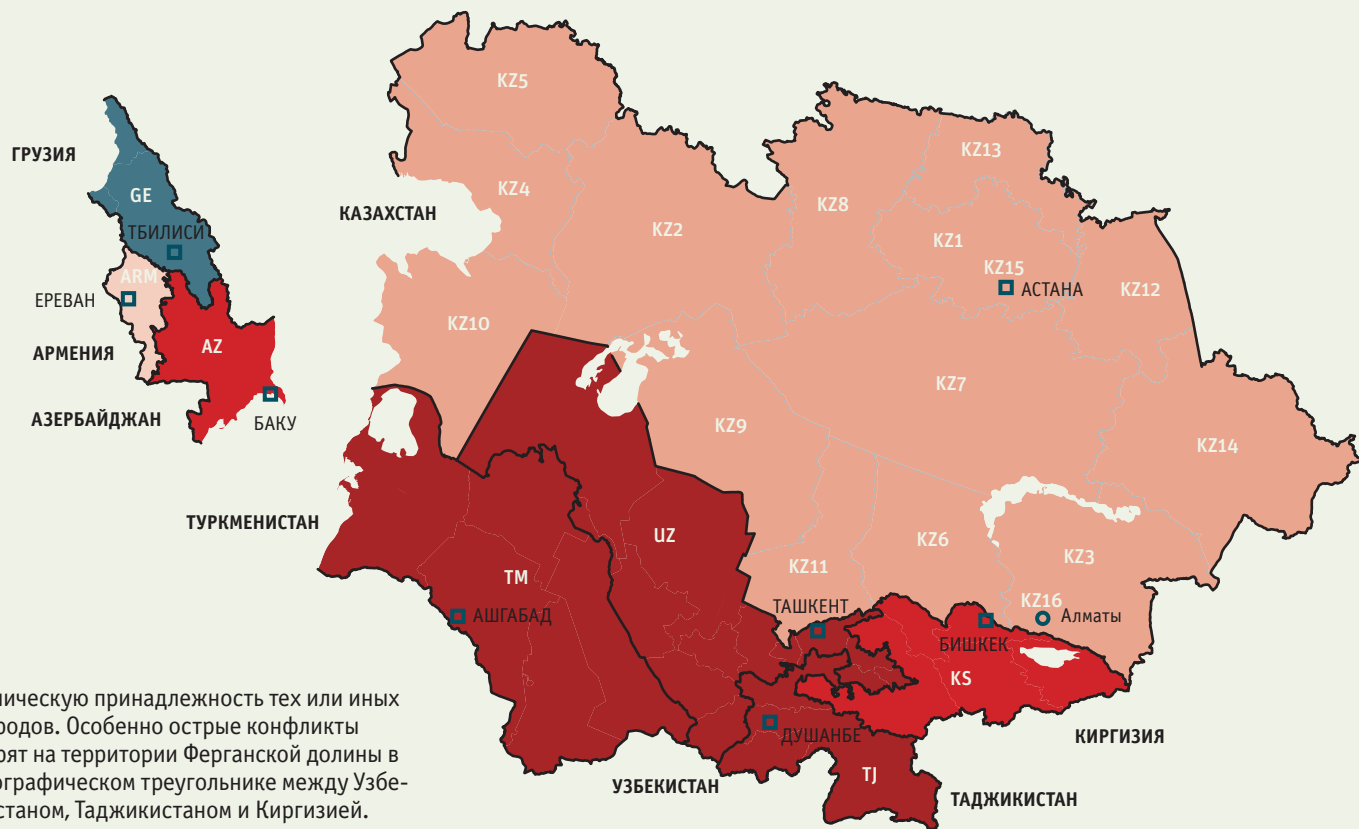 KZ5
ГРУЗИЯ
KZ13
KZ4
GE
КАЗАХСТАН
KZ8
KZ2
ТБИЛИСИ
KZ1
KZ15
ARM
ЕРЕВАН
АСТАНА
KZ12
KZ10
АРМЕНИЯ
AZ
KZ7
АЗЕРБАЙДЖАН
БАКУ
KZ9
KZ14
ТУРКМЕНИСТАН
UZ
KZ6
KZ3
KZ11
TM
KZ16
ТАШКЕНТ
АШГАБАД
Алматы
БИШКЕК
KS
КИРГИЗИЯ
ДУШАНБЕ
TJ
УЗБЕКИСТАН
ТАДЖИКИСТАН
ническую принадлежность тех или иных
родов. Особенно острые конфликты
рят на территории Ферганской долины в
ографическом треугольнике между Узбе-
станом, Таджикистаном и Киргизией.